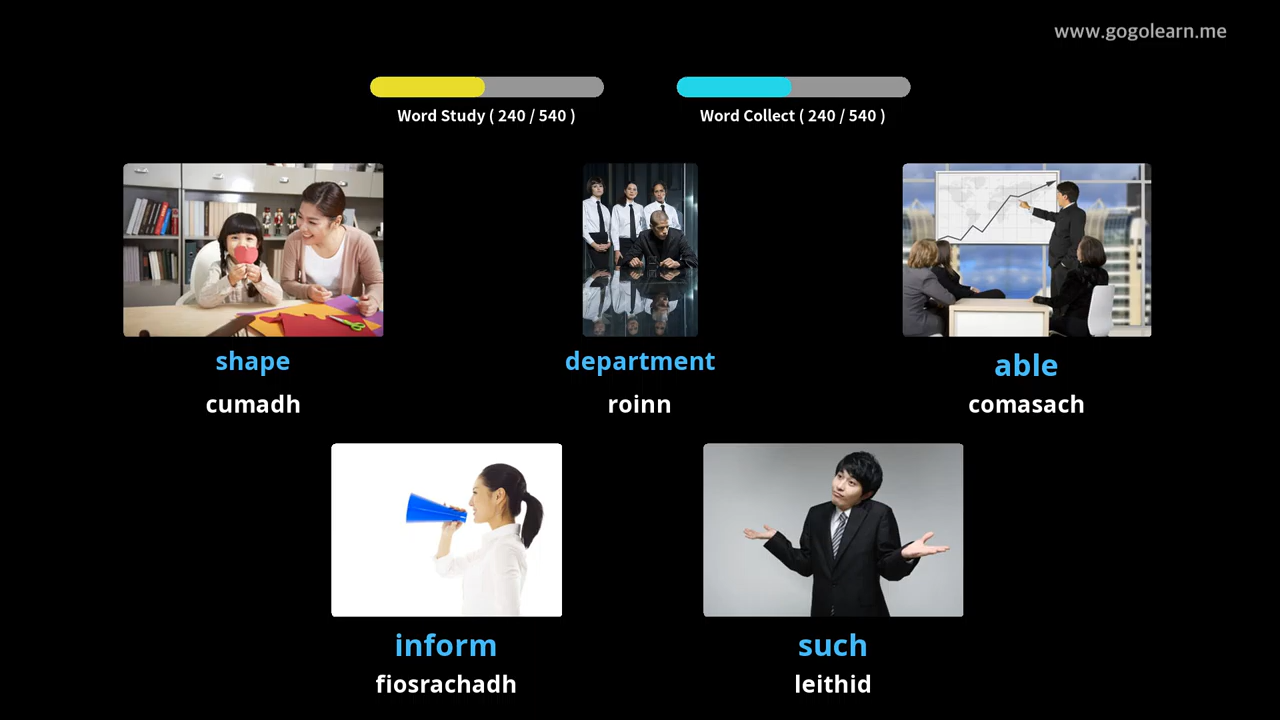 www.gogolearn.me
Word Study ( 240 / 540 )
Word Collect ( 240 / 540 )
shape
cumadh
department
roinn
able
comasach
inform
fiosrachadh
such
leithid